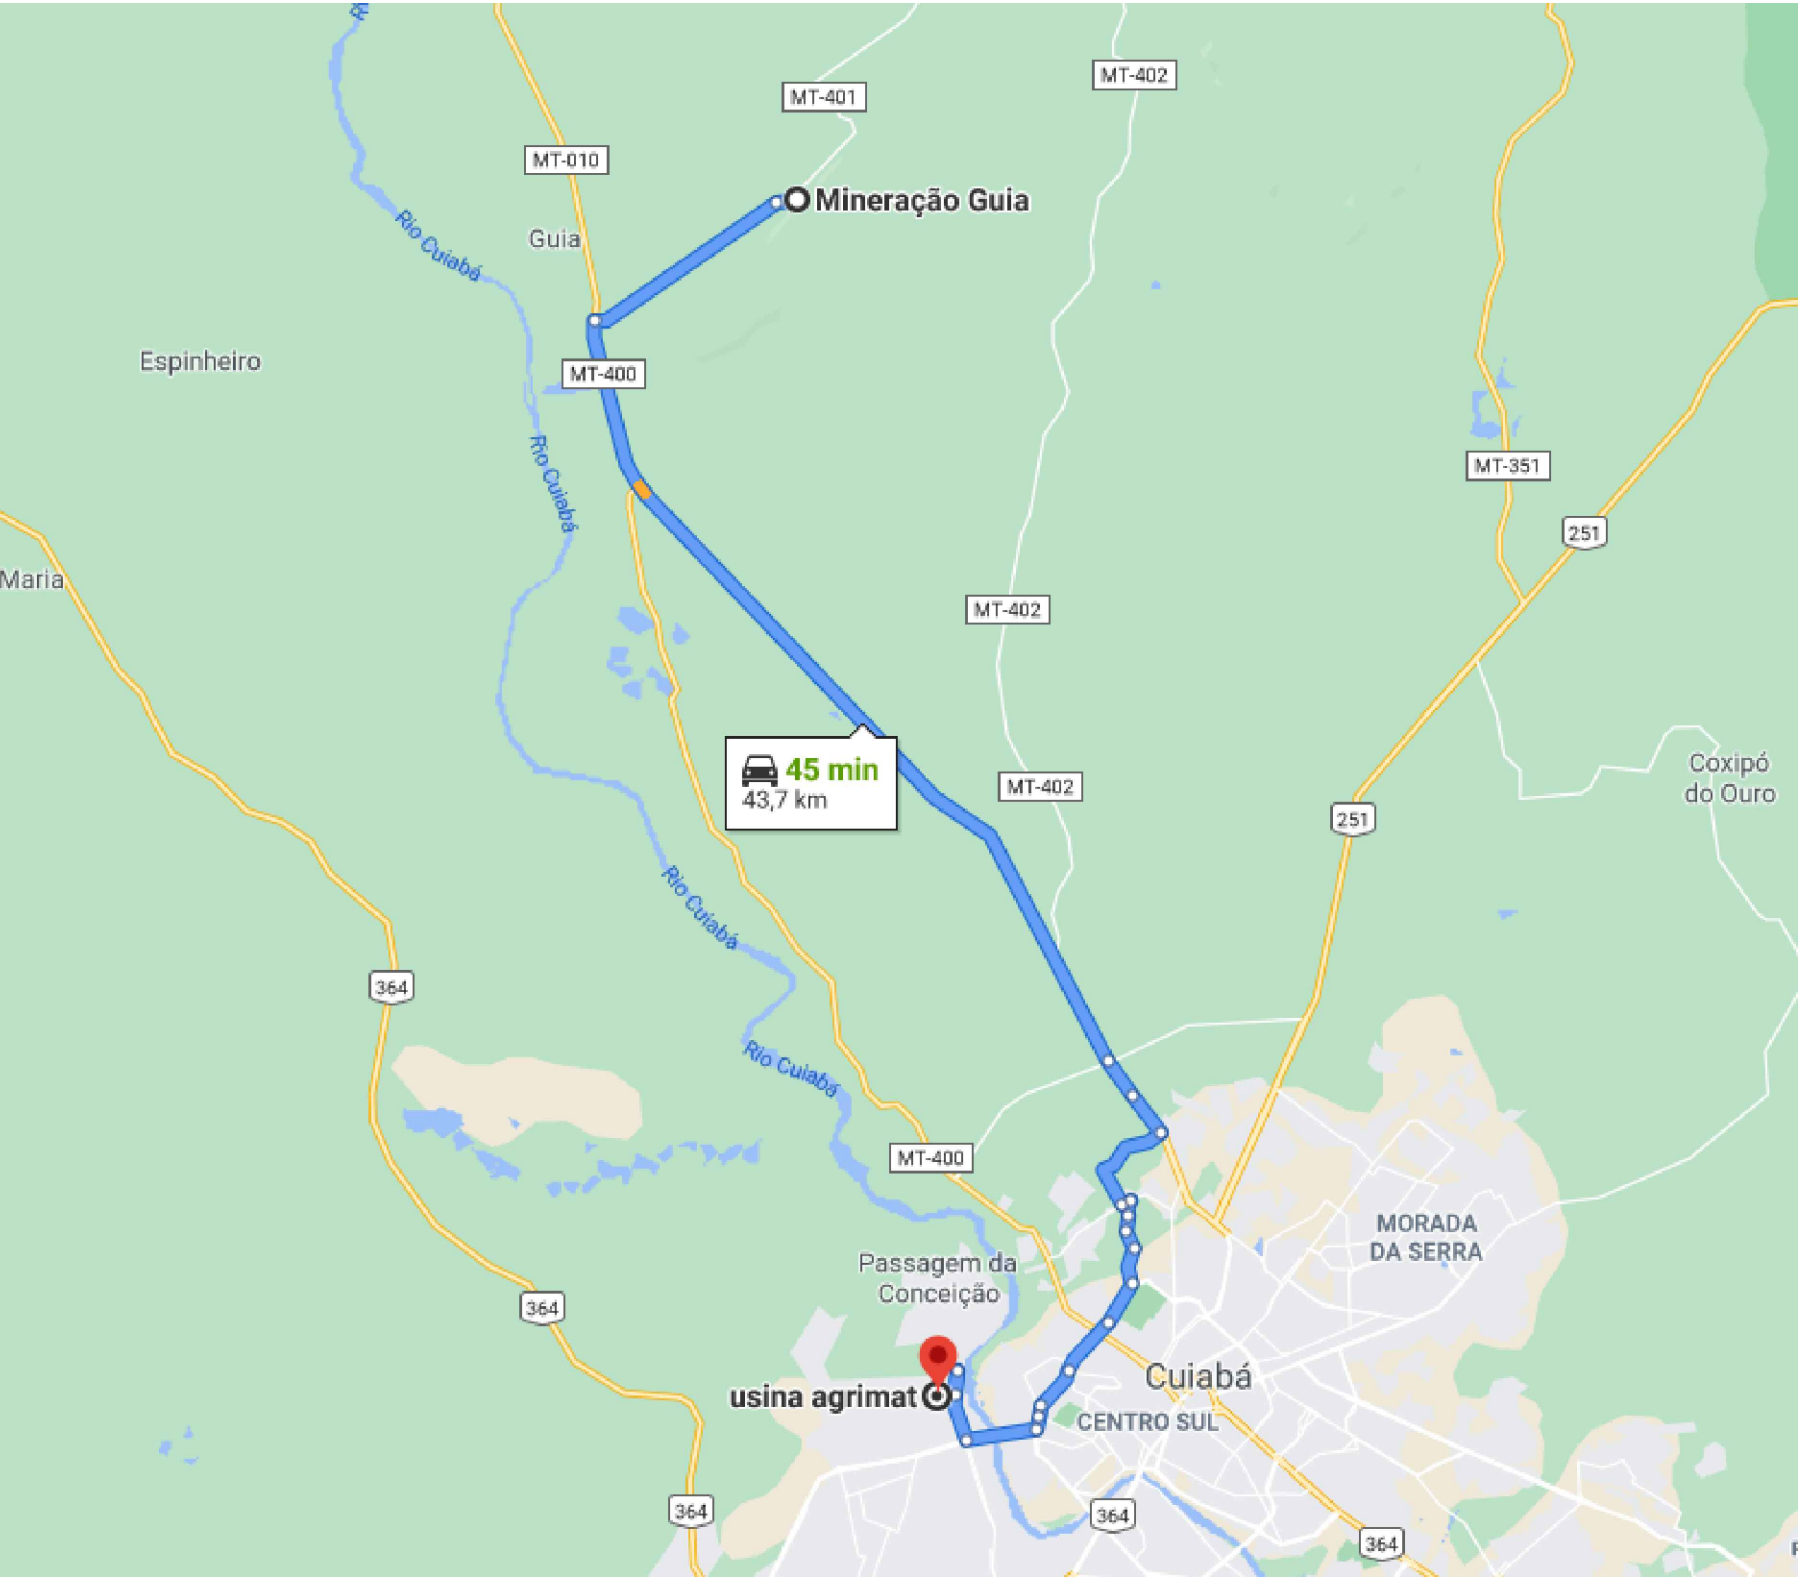 MT-402
MT-401
MT-010
Mineração Guia
Rio Cuiabá
Guia
Espinheiro
MT-400
Rio Cuiabá
MT-351
251
Maria
MT-402
45 min
43,7 km
MT-402
Coxipó
do Ouro
251
Rio Cuiabá
364
Rio Cuiabá
MT-400
MORADA
DA SERRA
Passagem da
Conceição
364
usina agrimat
Cuiabá
CENTRO SUL
364
364
364